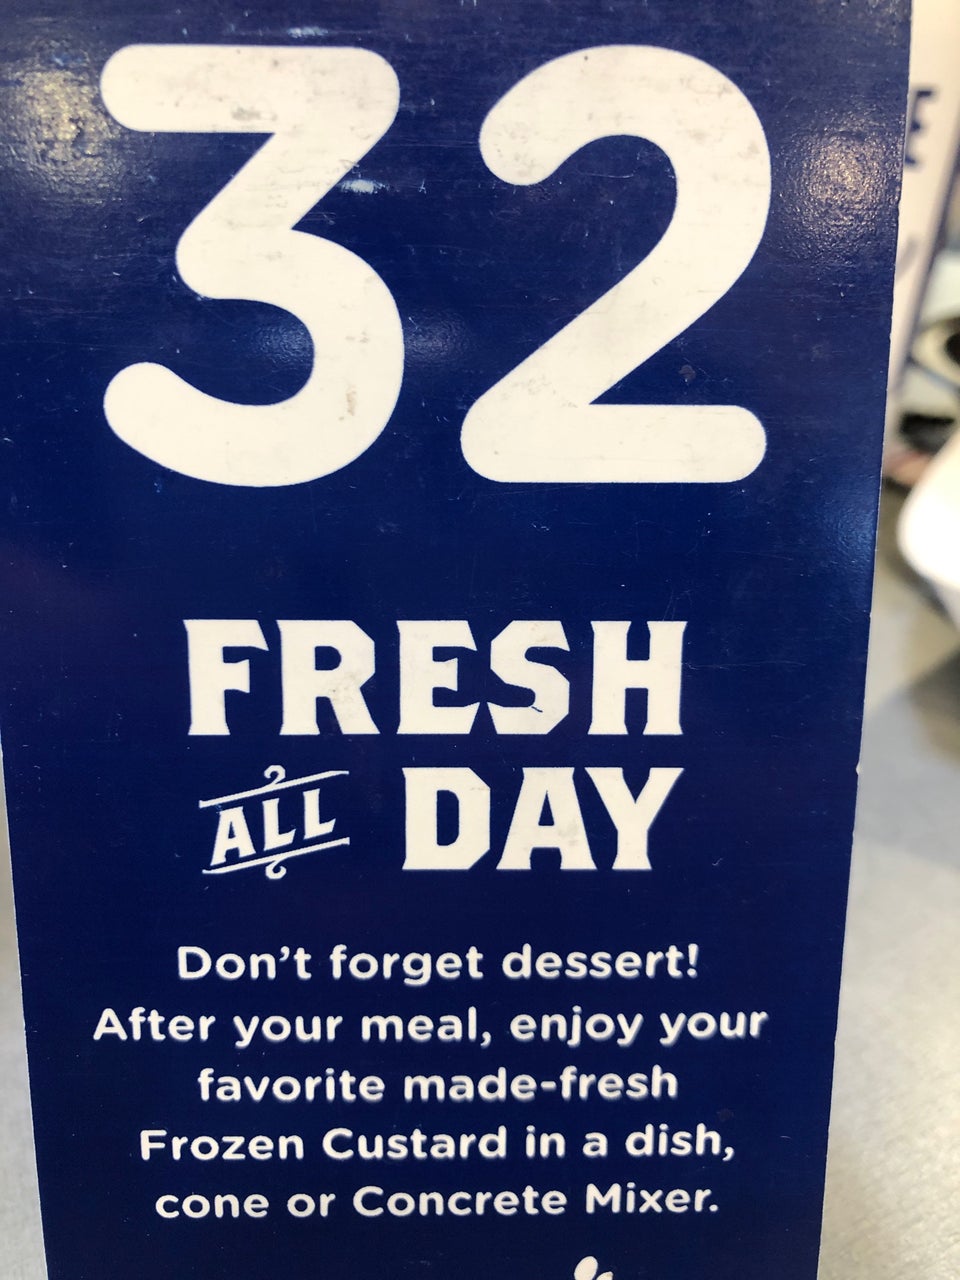 32
FRESH
ALL DAY
Don't forget dessert!
After your meal, enjoy your
favorite made-fresh
Frozen Custard in a dish,
cone or Concrete Mixer.
E